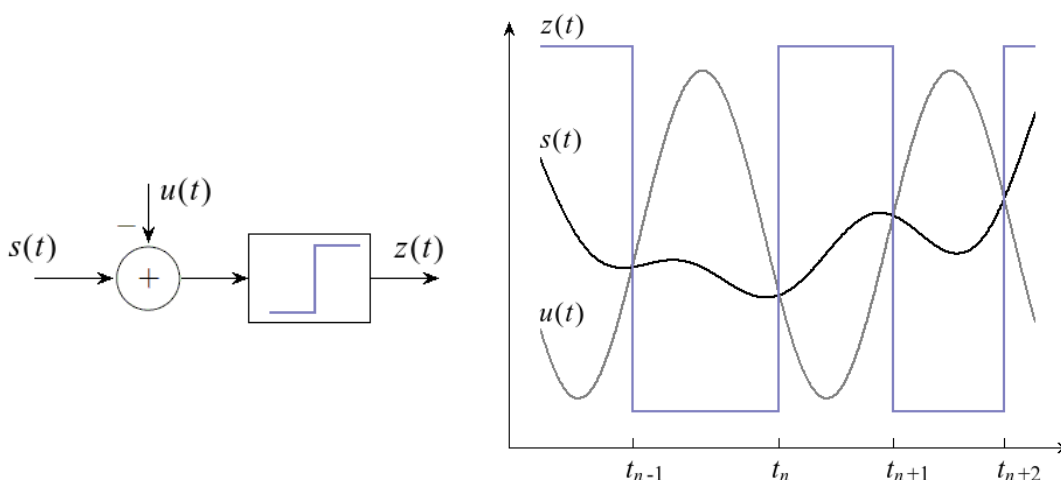 u(t)
−
s(t)
+
z(t)
z(t)
s(t)
u(t)
t_{n-1} t_n t_{n+1} t_{n+2}